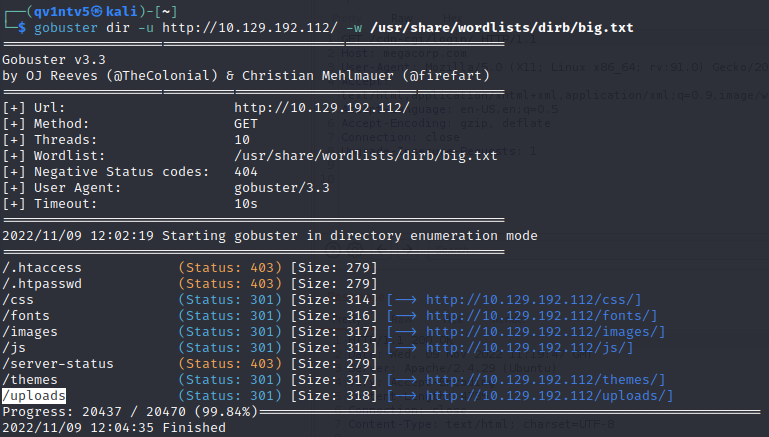 ┌──(qv1ntv5㉿kali)-[~]
└─$ gobuster dir -u http://10.129.192.112/ -w /usr/share/wordlists/dirb/big.txt
===============================================================
Gobuster v3.3
by OJ Reeves (@TheColonial) & Christian Mehlmauer (@firefart)
===============================================================
[+] Url: http://10.129.192.112/
[+] Method: GET
[+] Threads: 10
[+] Wordlist: /usr/share/wordlists/dirb/big.txt
[+] Negative Status codes: 404
[+] User Agent: gobuster/3.3
[+] Timeout: 10s
===============================================================
2022/11/09 12:02:19 Starting gobuster in directory enumeration mode
===============================================================
/.htaccess (Status: 403) [Size: 279]
/.htpasswd (Status: 403) [Size: 279]
/css (Status: 301) [Size: 314] [--> http://10.129.192.112/css/]
/fonts (Status: 301) [Size: 316] [--> http://10.129.192.112/fonts/]
/images (Status: 301) [Size: 317] [--> http://10.129.192.112/images/]
/js (Status: 301) [Size: 313] [--> http://10.129.192.112/js/]
/server-status (Status: 403) [Size: 279]
/themes (Status: 301) [Size: 317] [--> http://10.129.192.112/themes/]
/uploads (Status: 301) [Size: 318] [--> http://10.129.192.112/uploads/]
Progress: 20437 / 20470 (99.84%)===============================================================
2022/11/09 12:04:35 Finished